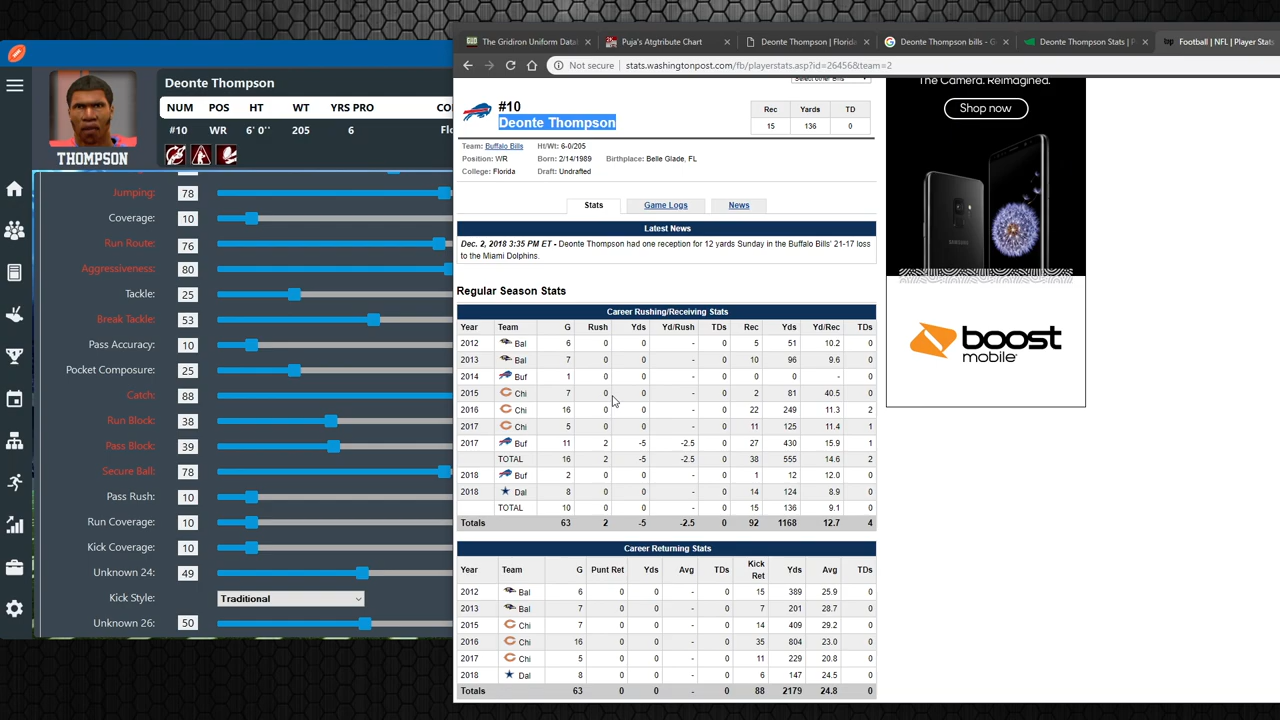 The Gridiron Uniform Data
Puja's Atgtribute Chart
Deonte Thompson | Florida
Deonte Thompson bills - G
Deonte Thompson Stats | P
Football | NFL | Player Stats
Not secure
stats.washingtonpost.com/fb/playerstats.asp?id=26456&team=2
Deonte Thompson
NUM POS HT WT YRS PRO
#10 WR 6' 0'' 205 6
THOMPSON
Jumping: 78
Coverage: 10
Run Route: 76
Aggressiveness: 80
Tackle: 25
Break Tackle: 53
Pass Accuracy: 10
Pocket Composure: 25
Catch: 88
Run Block: 38
Pass Block: 39
Secure Ball: 78
Pass Rush: 10
Run Coverage: 10
Kick Coverage: 10
Unknown 24: 49
Kick Style: Traditional
Unknown 26: 50
#10
Deonte Thompson
Rec Yards TD
15 136 0
Team: Buffalo Bills Ht/Wt: 6-0/205
Position: WR Born: 2/14/1989 Birthplace: Belle Glade, FL
College: Florida Draft: Undrafted
Stats Game Logs News
Latest News
Dec. 2, 2018 3:35 PM ET - Deonte Thompson had one reception for 12 yards Sunday in the Buffalo Bills' 21-17 loss
to the Miami Dolphins.
Regular Season Stats
Career Rushing/Receiving Stats
Year Team G Rush Yds Yd/Rush TDs Rec Yds Yd/Rec TDs
2012 Bal 6 0 0 - 0 5 51 10.2 0
2013 Bal 7 0 0 - 0 10 96 9.6 0
2014 Buf 1 0 0 - 0 0 0 - 0
2015 Chi 7 0 0 - 0 2 81 40.5 0
2016 Chi 16 0 0 - 0 22 249 11.3 2
2017 Chi 5 0 0 - 0 11 125 11.4 1
2017 Buf 11 2 -5 -2.5 0 27 430 15.9 1
TOTAL 16 2 -5 -2.5 0 38 555 14.6 2
2018 Buf 2 0 0 - 0 1 12 12.0 0
2018 Dal 8 0 0 - 0 14 124 8.9 0
TOTAL 10 0 0 - 0 15 136 9.1 0
Totals 63 2 -5 -2.5 0 92 1168 12.7 4
Career Returning Stats
Year Team G Punt Ret Yds Avg TDs Kick Ret Yds Avg TDs
2012 Bal 6 0 0 - 0 15 389 25.9 0
2013 Bal 7 0 0 - 0 7 201 28.7 0
2015 Chi 7 0 0 - 0 14 409 29.2 0
2016 Chi 16 0 0 - 0 35 804 23.0 0
2017 Chi 5 0 0 - 0 11 229 20.8 0
2018 Dal 8 0 0 - 0 6 147 24.5 0
Totals 63 0 0 - 0 88 2179 24.8 0
The Camera. Reimagined.
Shop now
SAMSUNG
boost
mobile